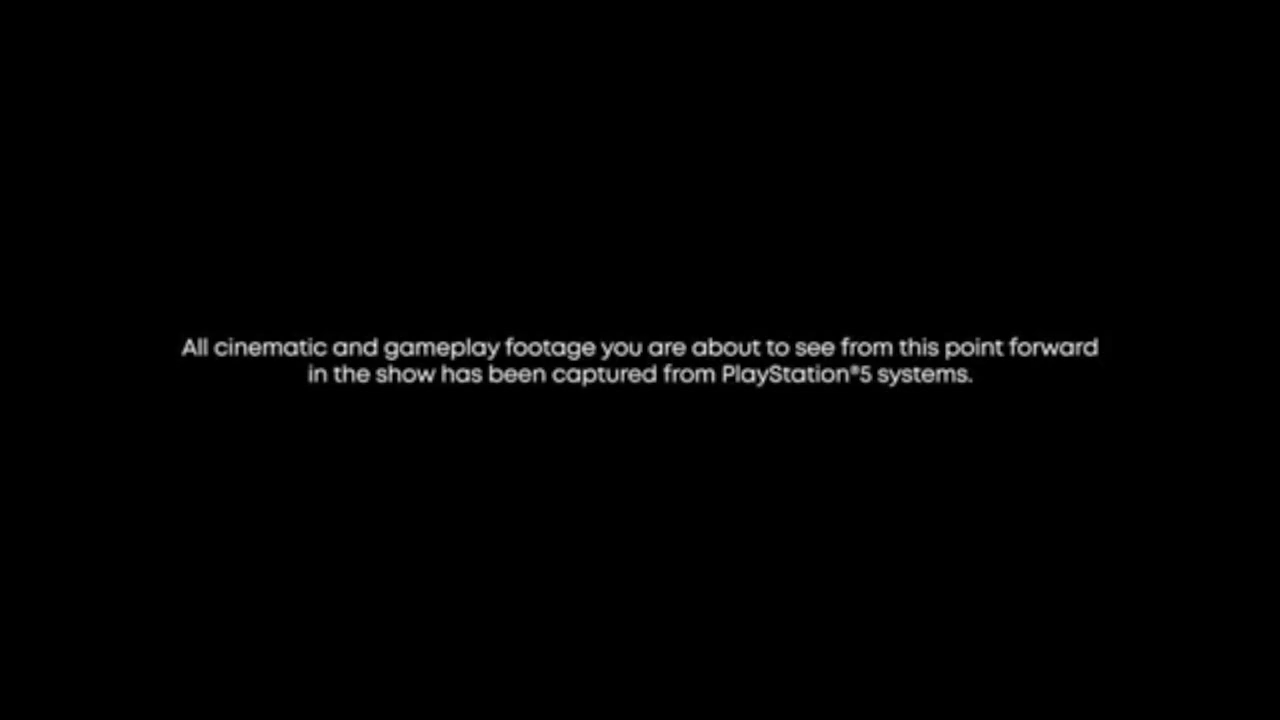 All cinematic and gameplay footage you are about to see from this point forward
in the show has been captured from PlayStation®5 systems.